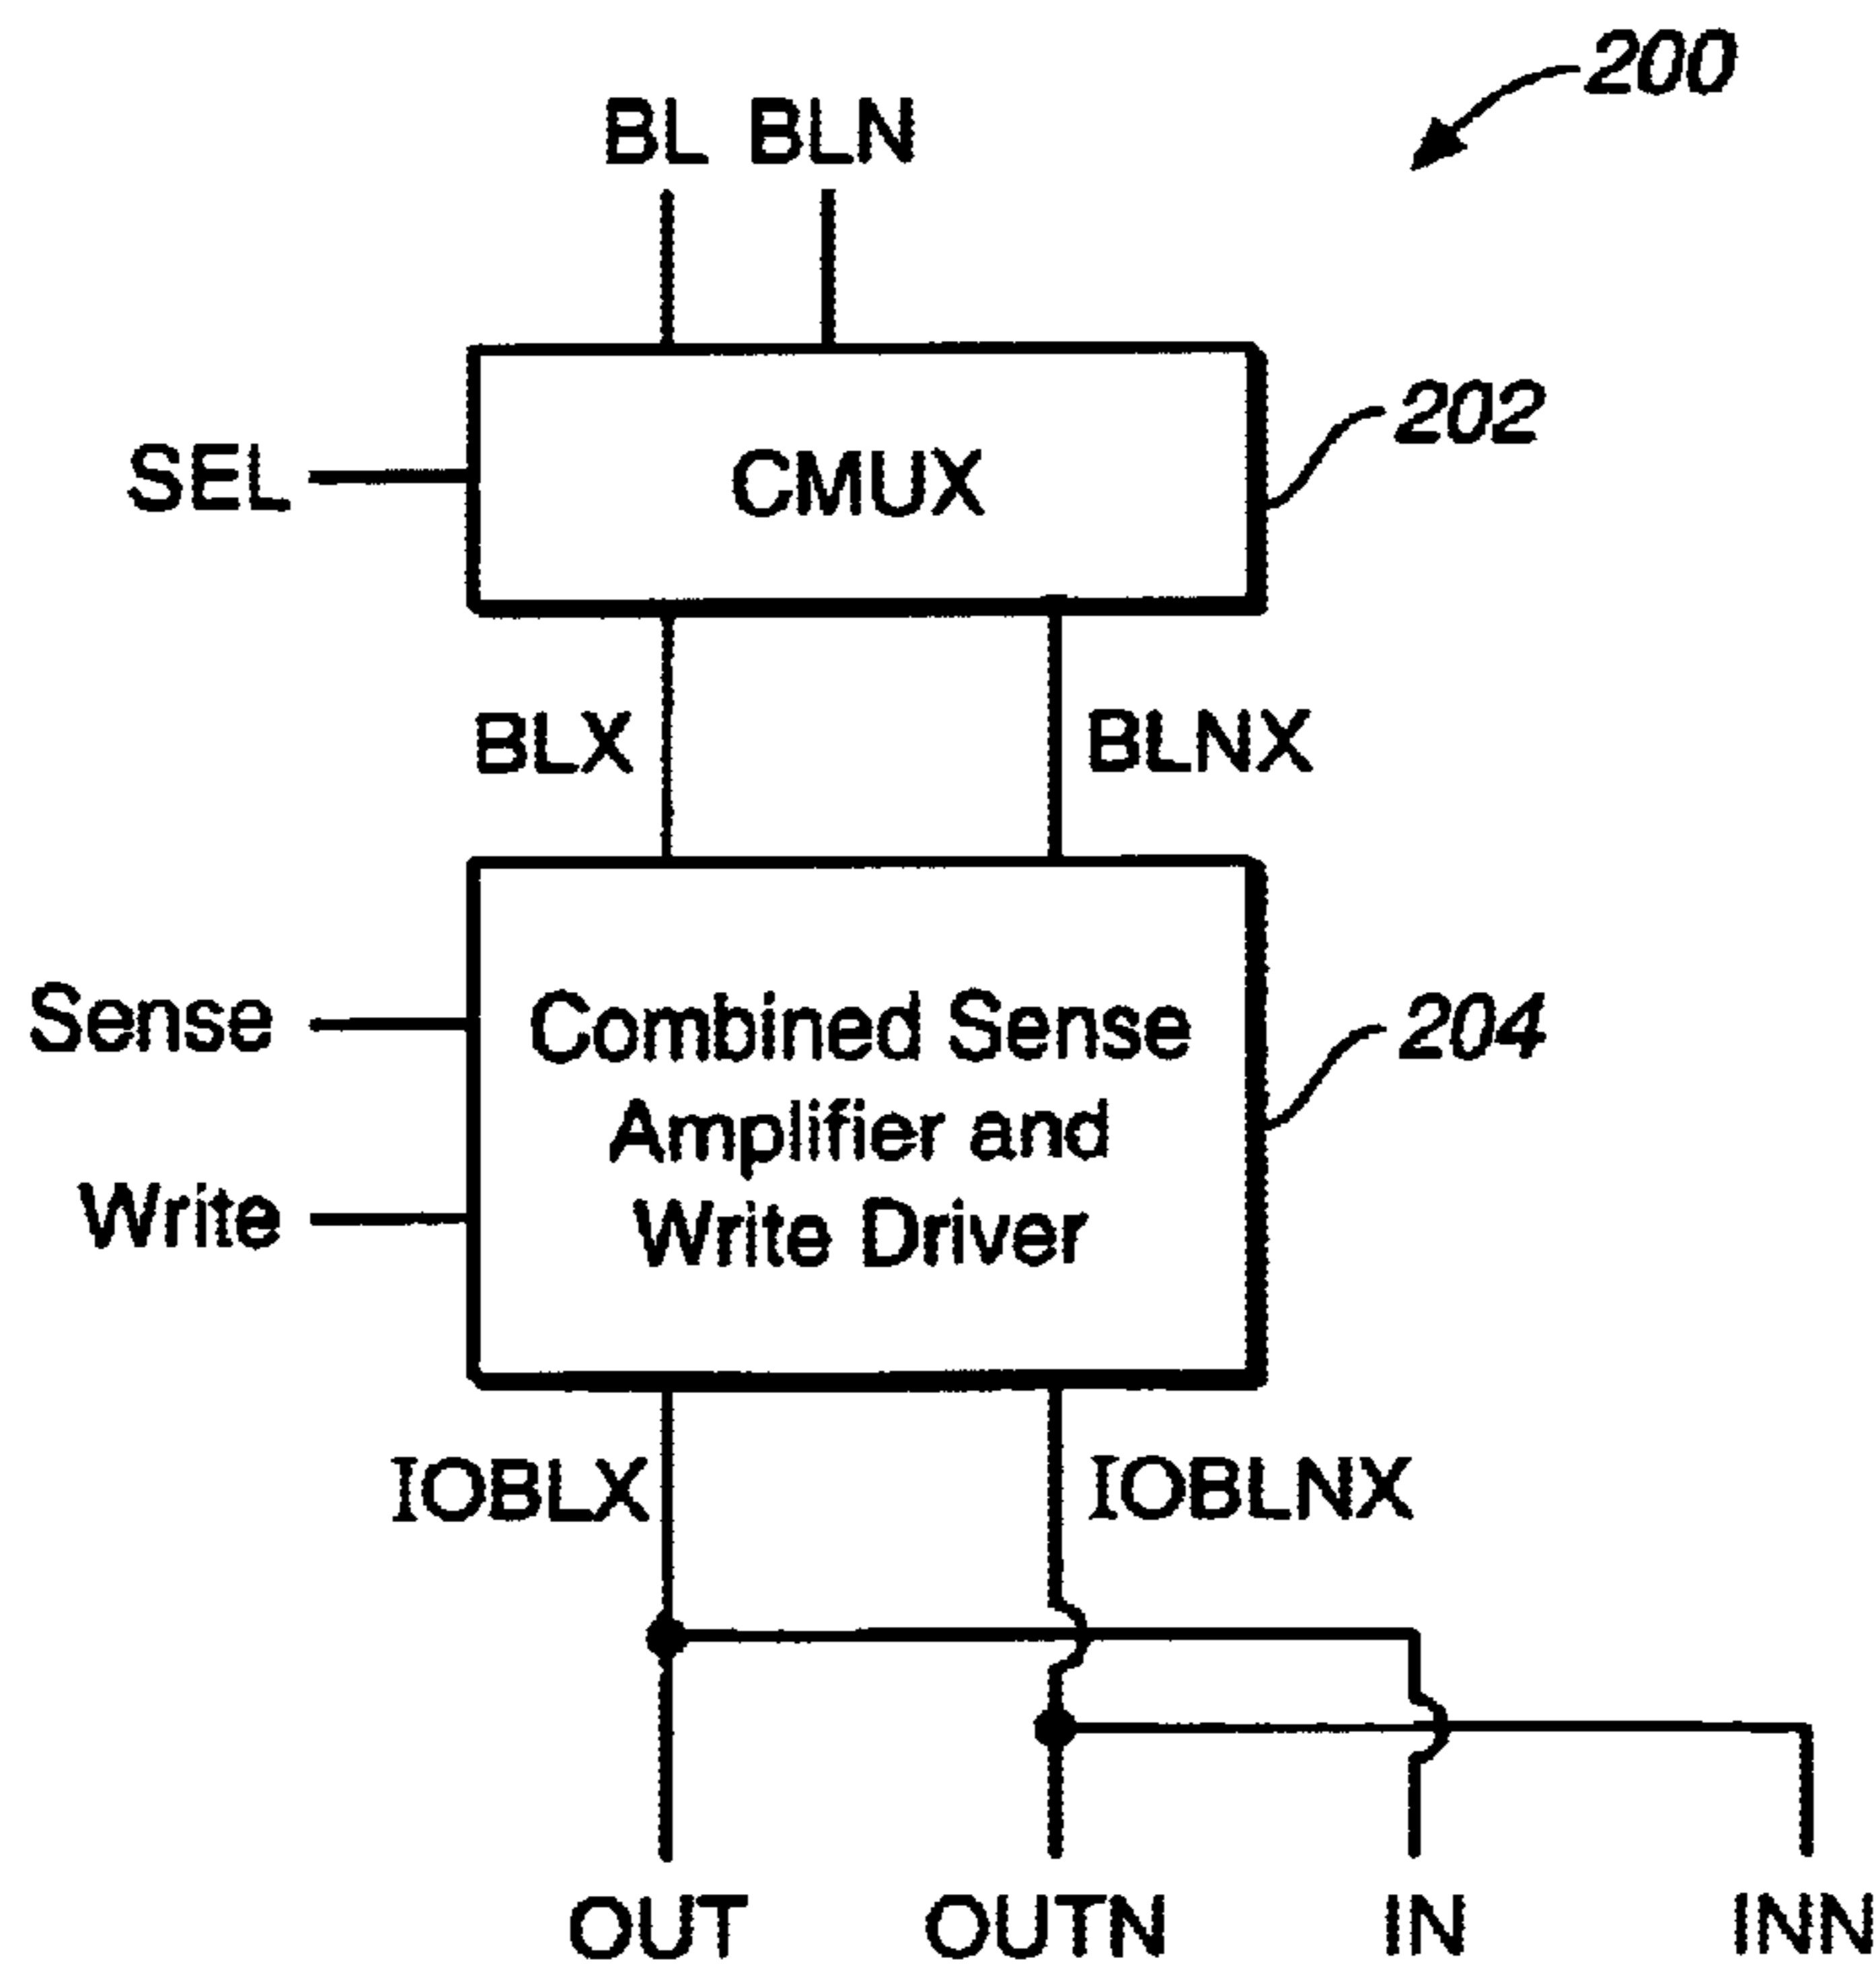 200
BL BLN
202
SEL
CMUX
BLX
BLNX
Sense
Combined Sense
Amplifier and
Write Driver
204
Write
IOBLX
IOBLNX
OUT
OUTN
IN
INN